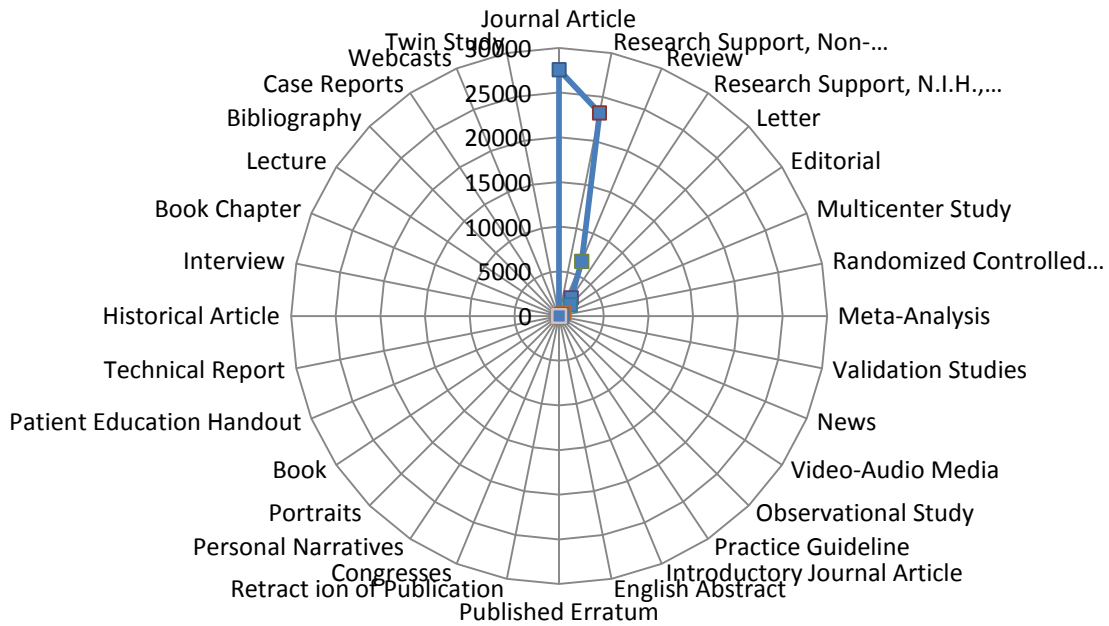 Journal Article
Research Support, Non-...
Review
Research Support, N.I.H.,...
Letter
Editorial
Multicenter Study
Randomized Controlled...
Meta-Analysis
Validation Studies
News
Video-Audio Media
Observational Study
Practice Guideline
Introductory Journal Article
English Abstract
Published Erratum
Retract ion of Publication
Congresses
Personal Narratives
Portraits
Book
Patient Education Handout
Technical Report
Historical Article
Interview
Book Chapter
Lecture
Bibliography
Case Reports
Webcasts
Twin Study
30000
25000
20000
15000
10000
5000
0